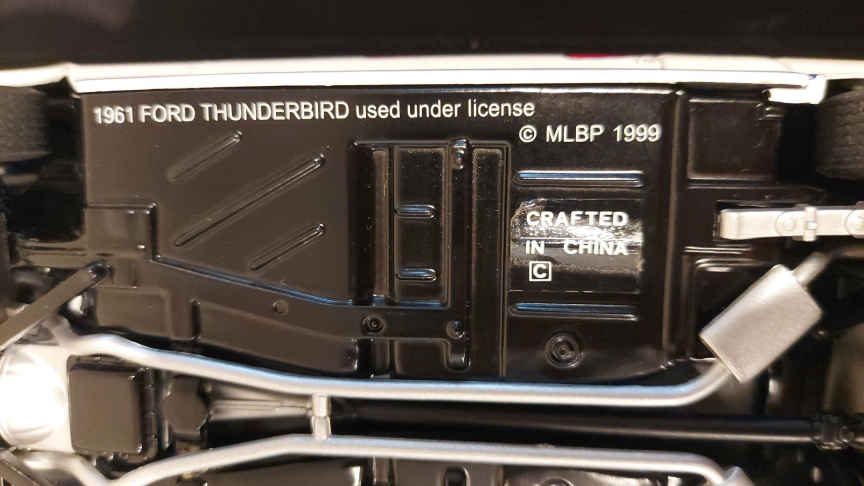 1961 FORD THUNDERBIRD used under license
© MLBP 1999
CRAFTED
IN CHINA
C